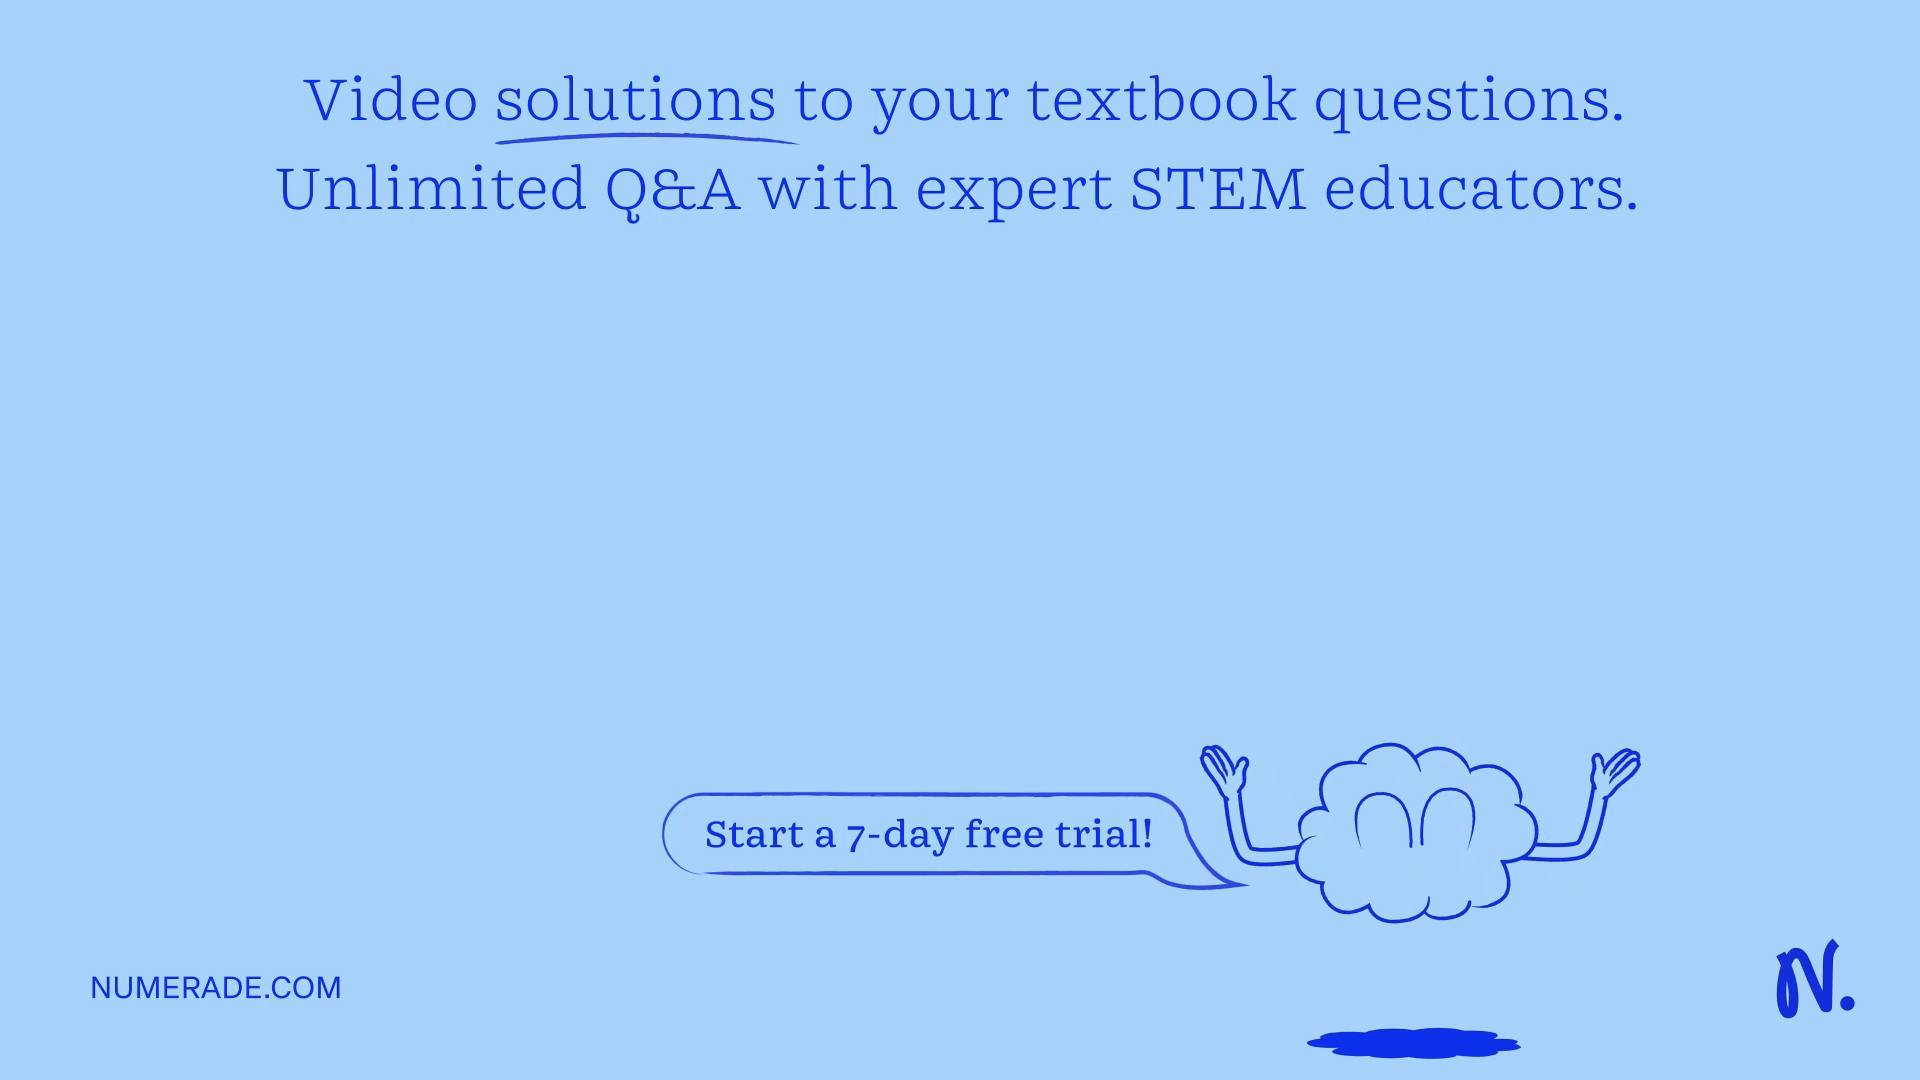 Video solutions to your textbook questions.
Unlimited Q&A with expert STEM educators.
Start a 7-day free trial!
NUMERADE.COM
N.